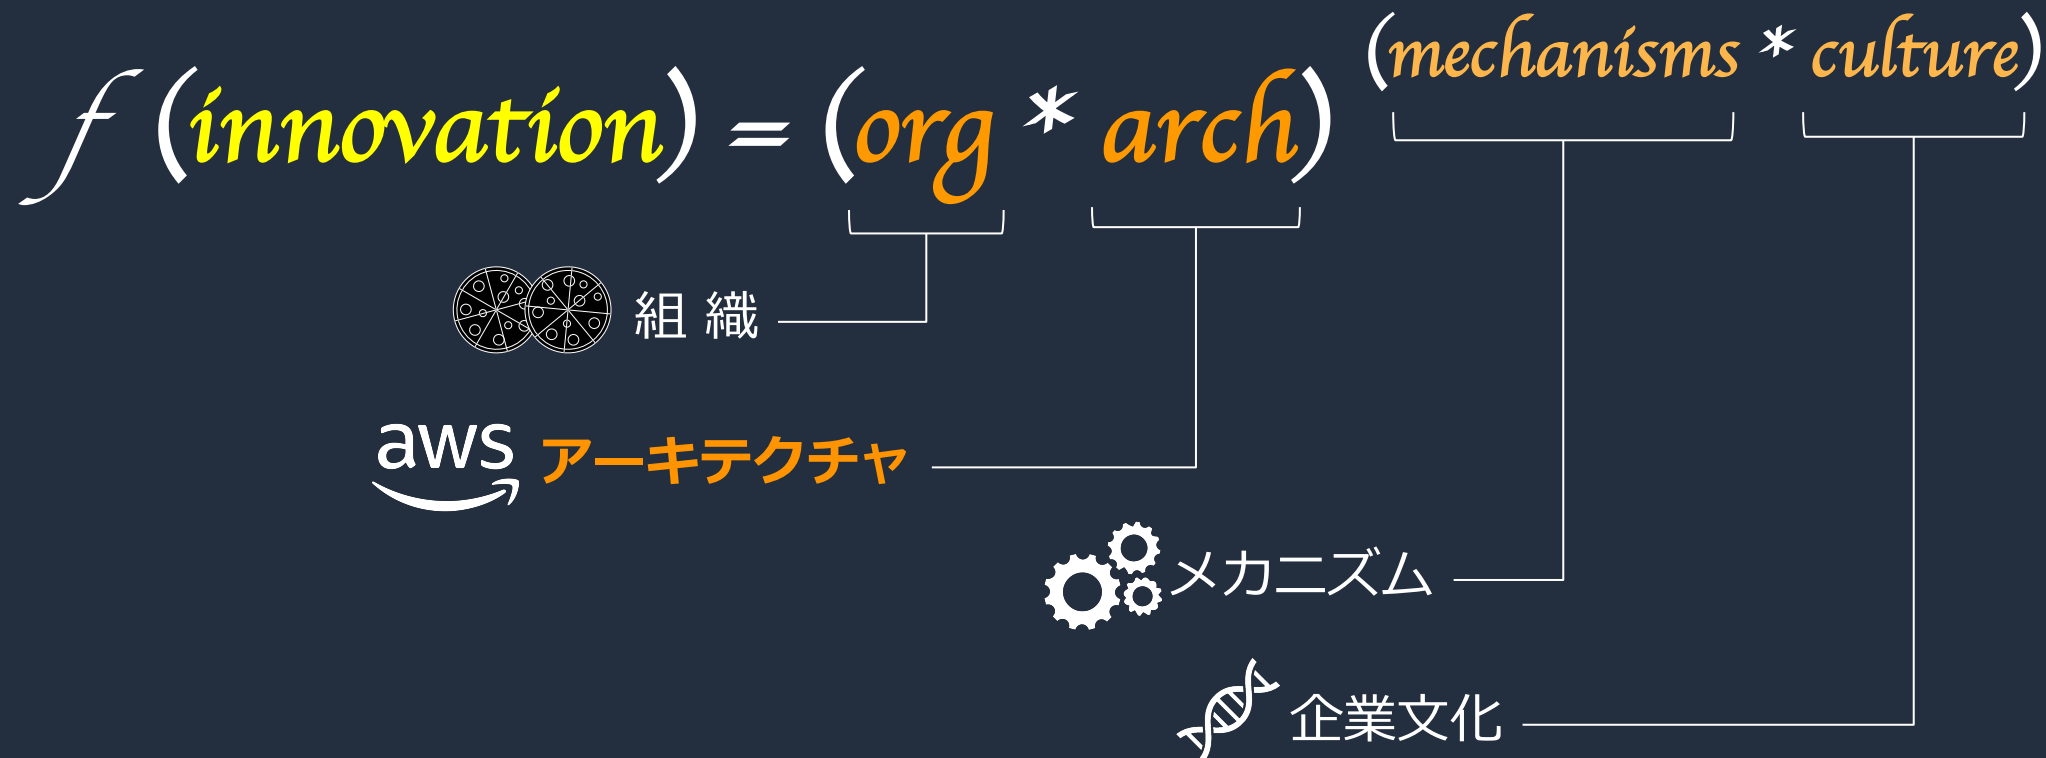 f (innovation) = (org * arch)(mechanisms * culture)
組 織
aws アーキテクチャ
メカニズム
企業文化